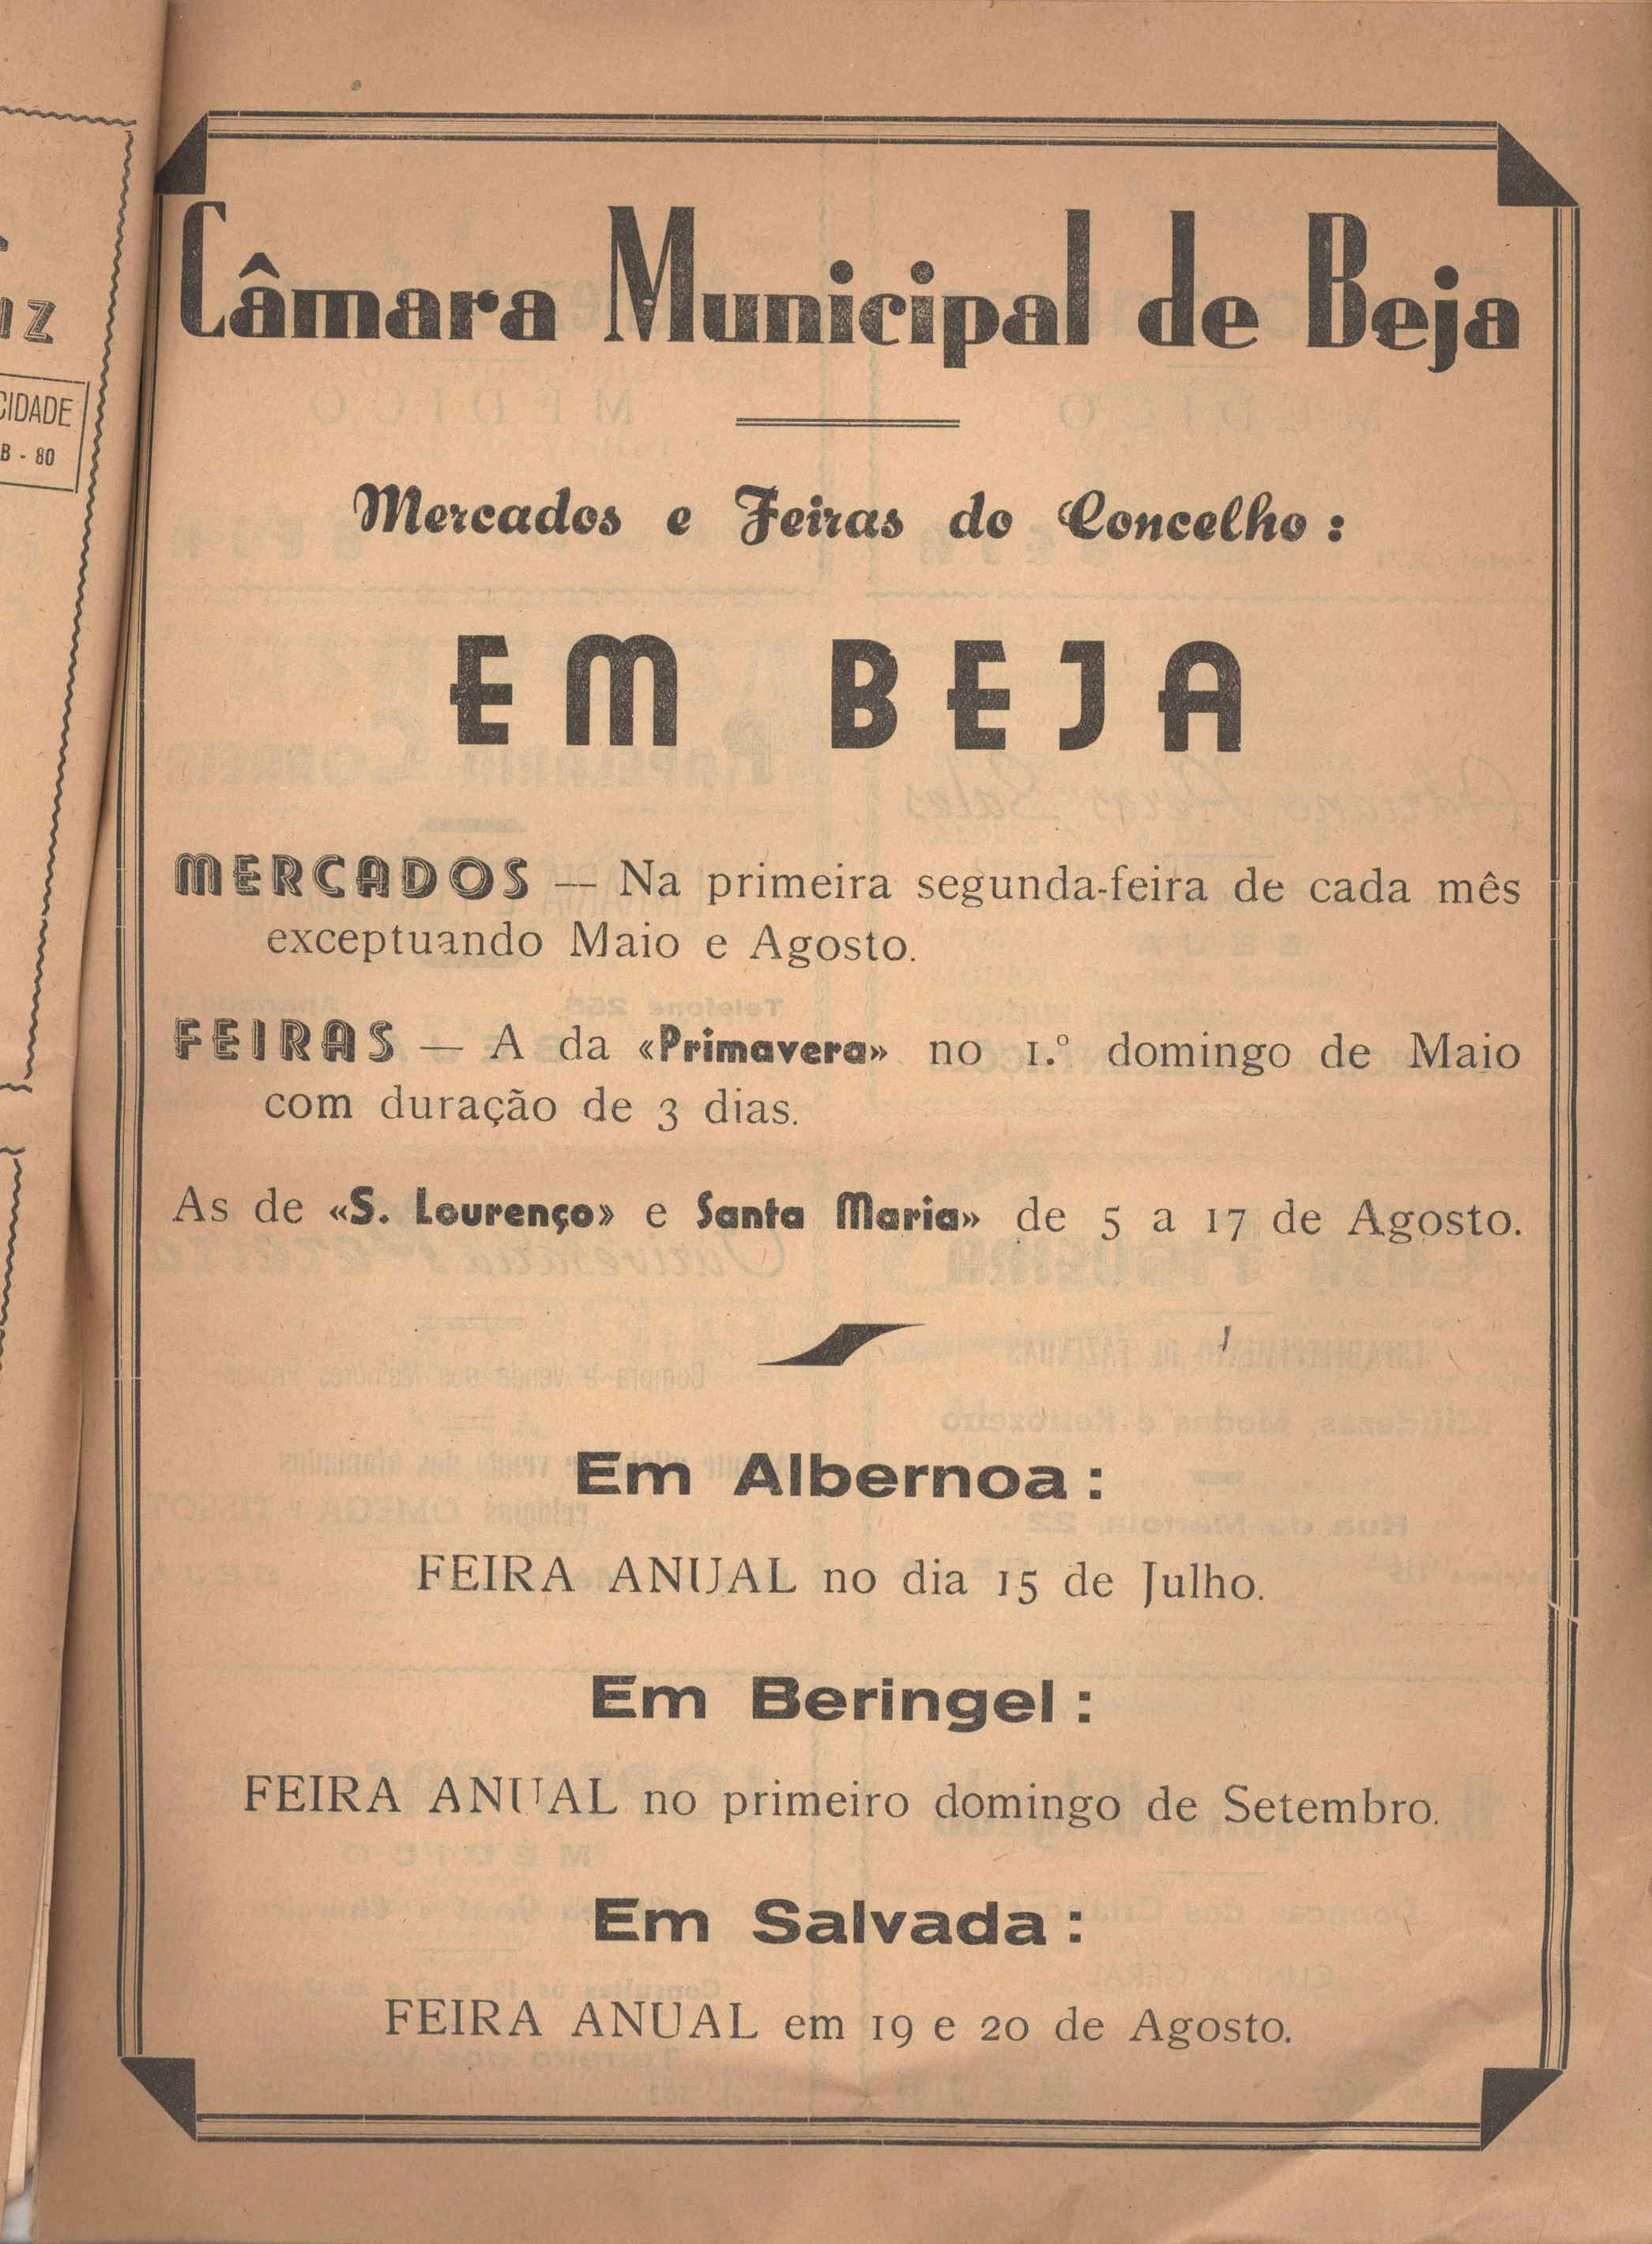 IZ
CIDADE
B - 80
Câmara Municipal de Beja
Mercados e Feiras do Concelho :
EM BEJA
MERCADOS — Na primeira segunda-feira de cada mês
exceptuando Maio e Agosto.
FEIRAS — A da «Primavera» no 1.º domingo de Maio
com duração de 3 dias.
As de «S. Lourenço» e Santa Maria» de 5 a 17 de Agosto.
Em Albernoa :
FEIRA ANUAL no dia 15 de Julho.
Em Beringel :
FEIRA ANUAL no primeiro domingo de Setembro.
Em Salvada :
FEIRA ANUAL em 19 e 20 de Agosto.